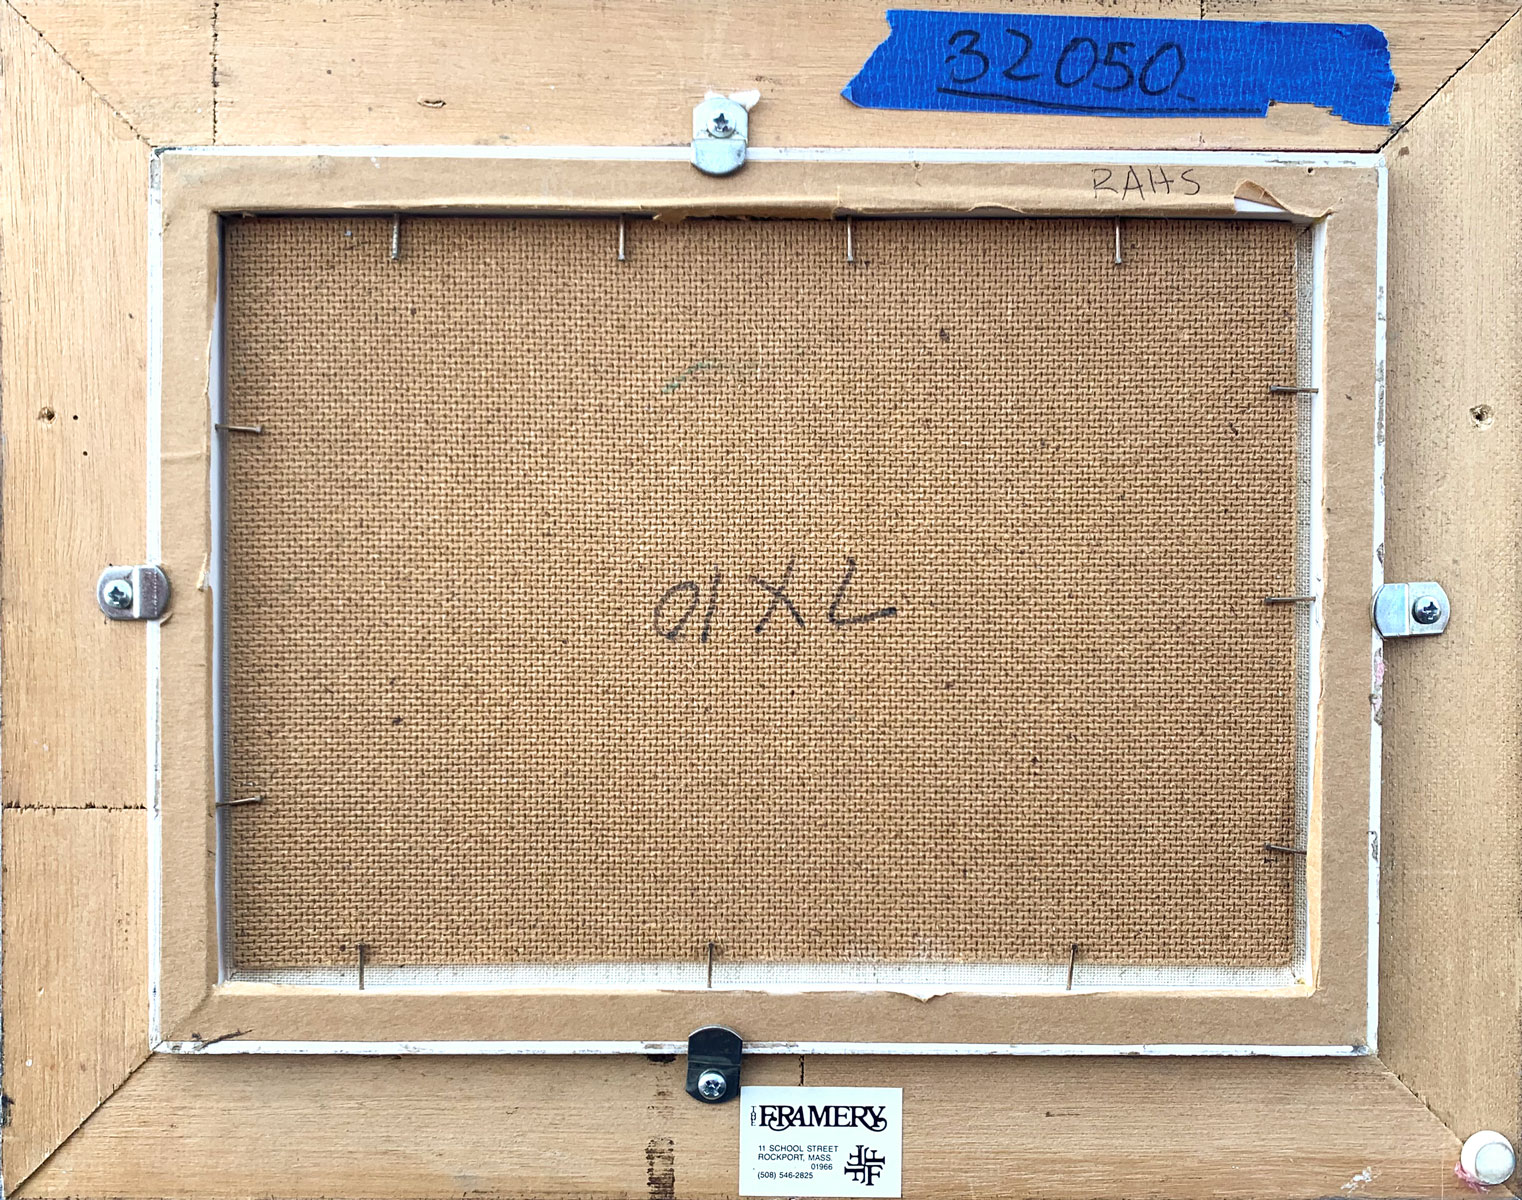 32050
RAHS
7X10
THE FRAMERY
11 SCHOOL STREET
ROCKPORT, MASS.
01966
(508) 546-2825